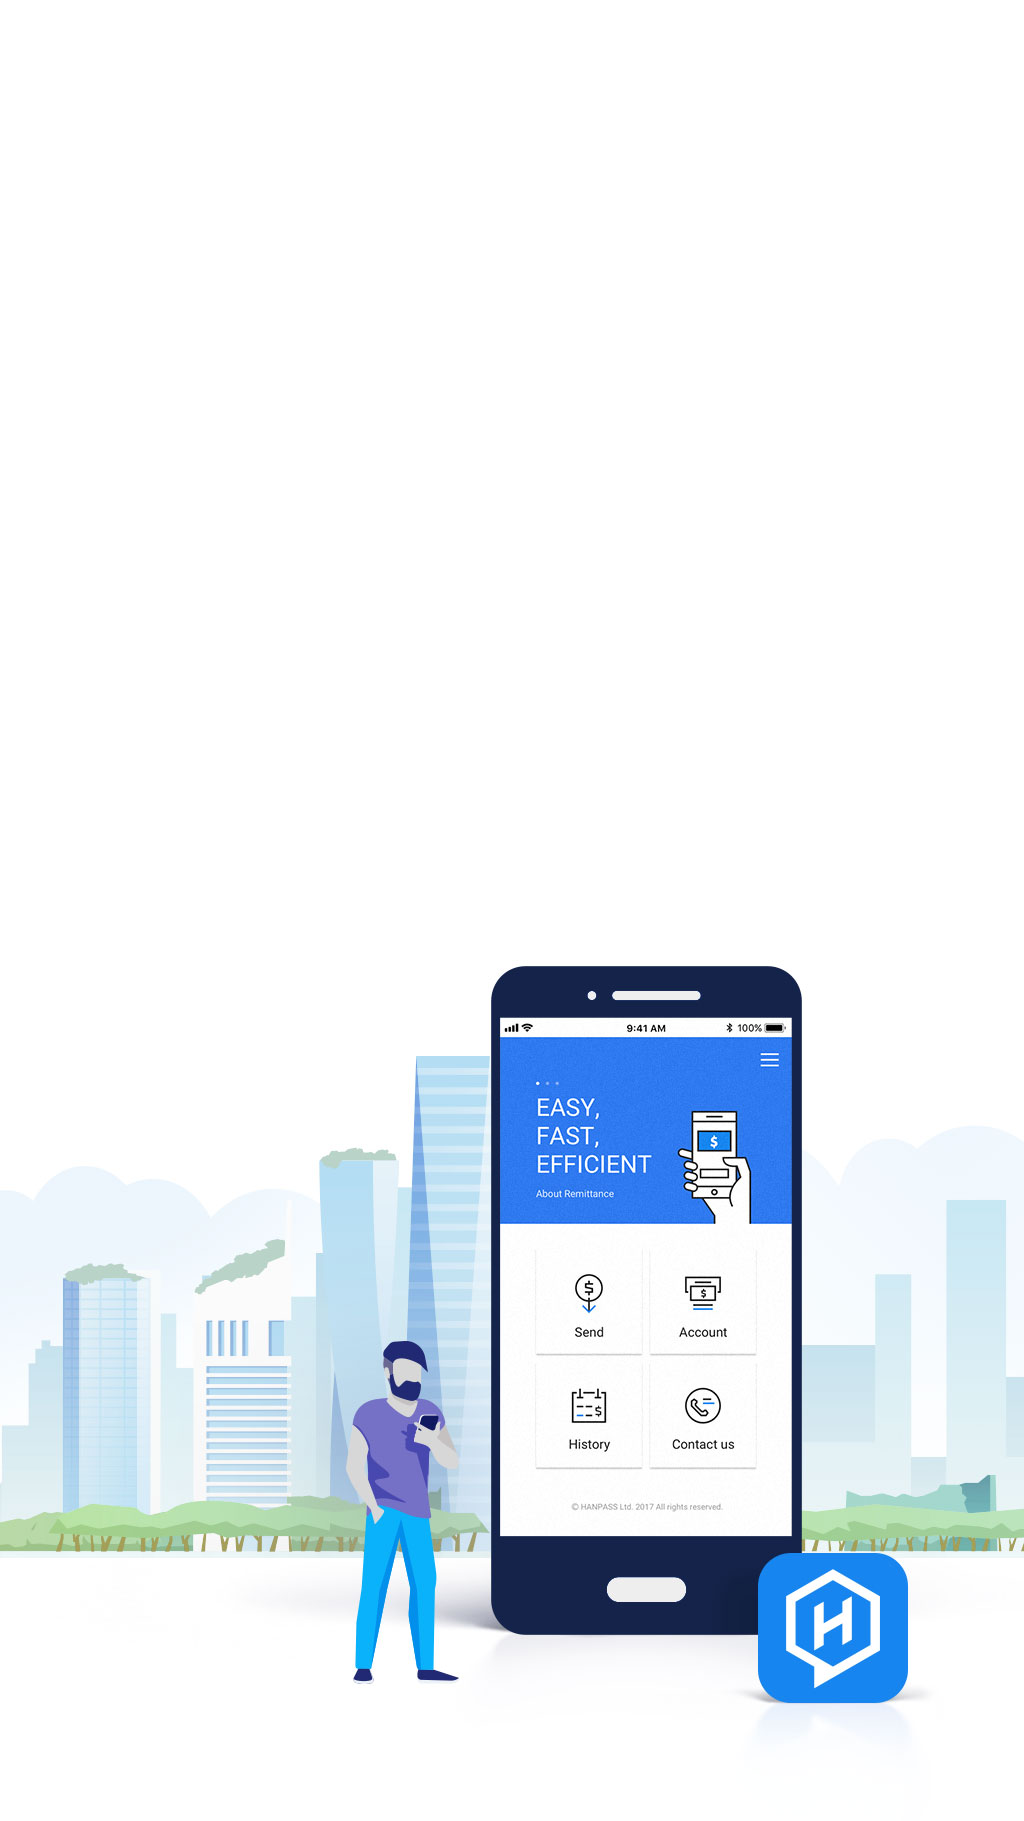 9:41 AM
100%
EASY,
FAST,
EFFICIENT
About Remittance
$
$
Send
$
Account
$
History
Contact us
© HANPASS Ltd. 2017 All rights reserved.
H